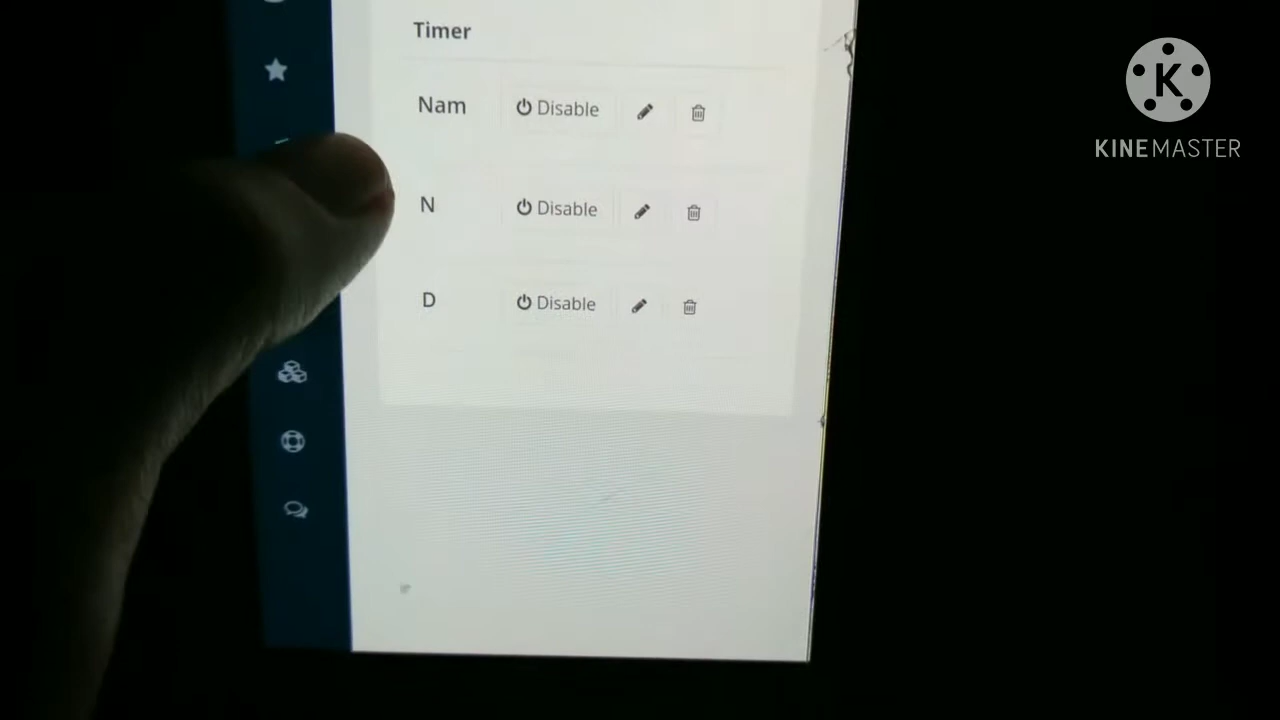 Timer
Nam Disable
N Disable
D Disable
K
KINEMASTER